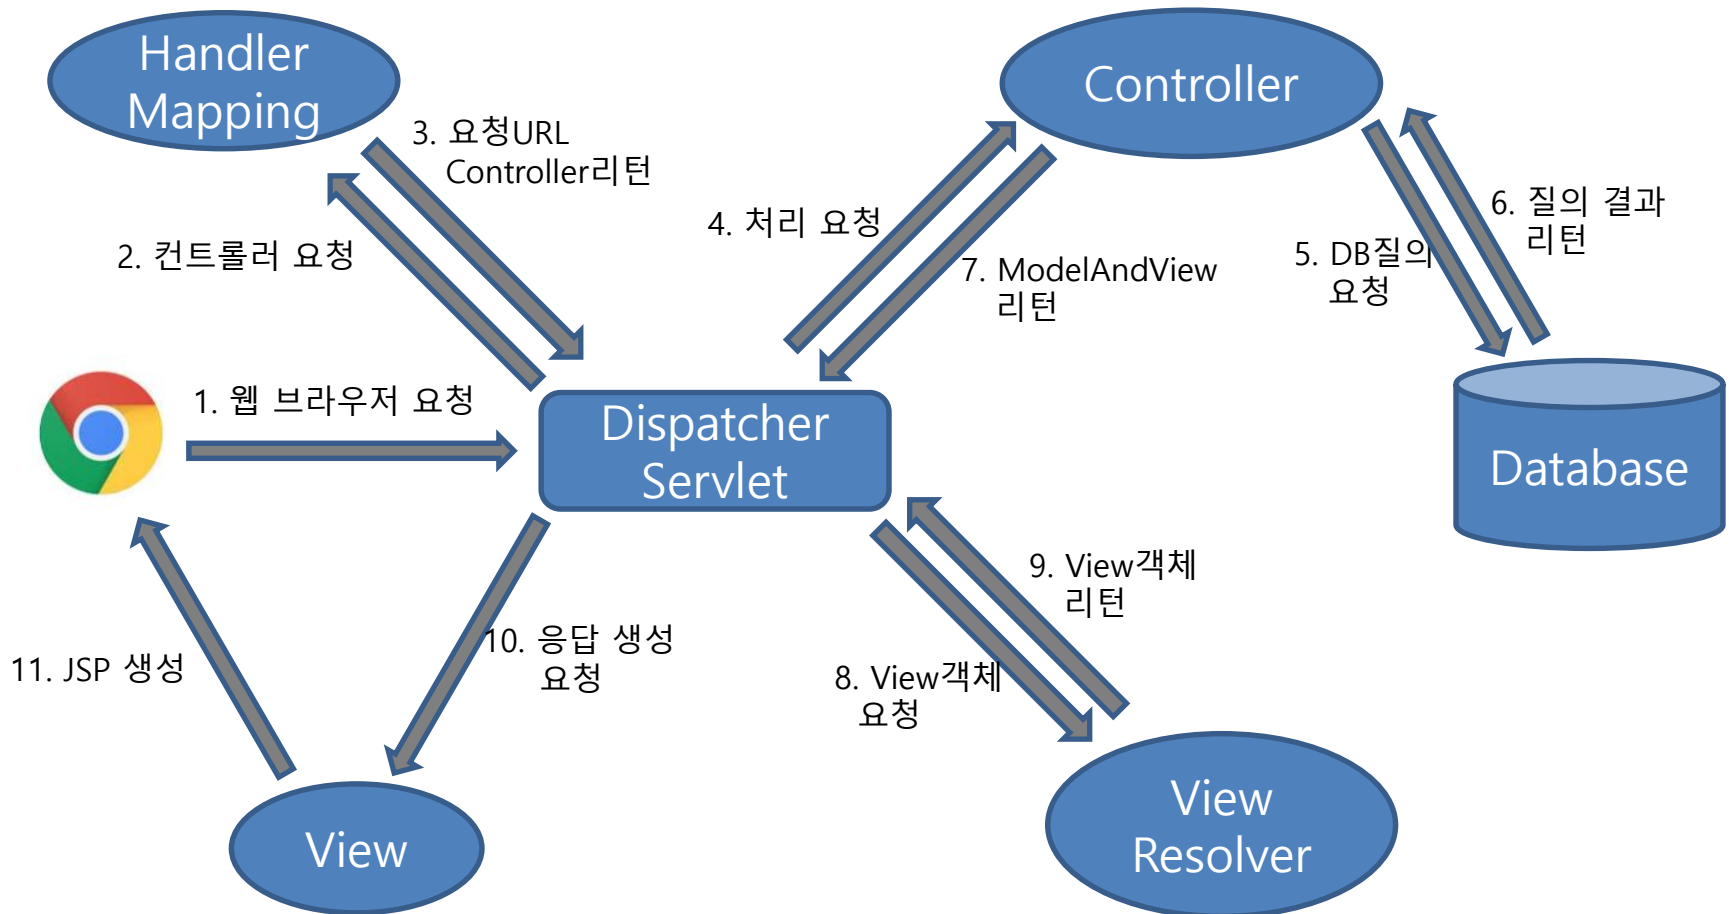 Handler
Mapping
Controller
3. 요청URL
Controller리턴
4. 처리 요청
6. 질의 결과
리턴
2. 컨트롤러 요청
7. ModelAndView
리턴
5. DB질의
요청
1. 웹 브라우저 요청
Dispatcher
Servlet
Database
9. View객체
리턴
10. 응답 생성
요청
11. JSP 생성
8. View객체
요청
View
View
Resolver